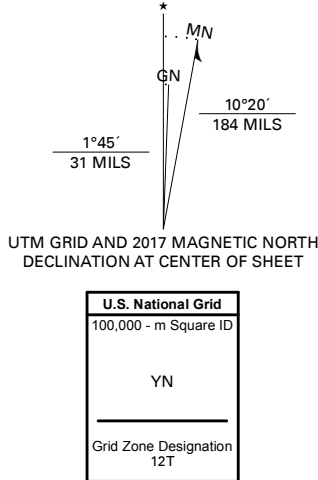 ★
MN
GN
10°20´
184 MILS
1°45´
31 MILS
UTM GRID AND 2017 MAGNETIC NORTH
DECLINATION AT CENTER OF SHEET
U.S. National Grid
100,000 - m Square ID
YN
Grid Zone Designation
12T